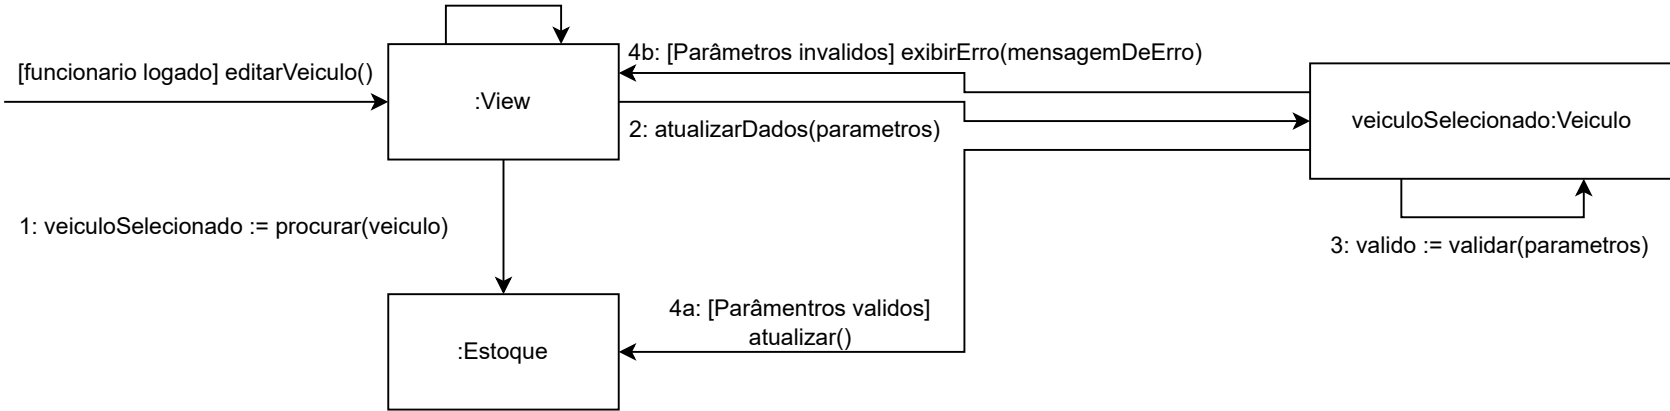 4b: [Parâmetros invalidos] exibirErro(mensagemDeErro)
[funcionario logado] editarVeiculo()
:View
veiculoSelecionado:Veiculo
2: atualizarDados(parametros)
1: veiculoSelecionado := procurar(veiculo)
3: valido := validar(parametros)
4a: [Parâmentros validos]
atualizar()
:Estoque